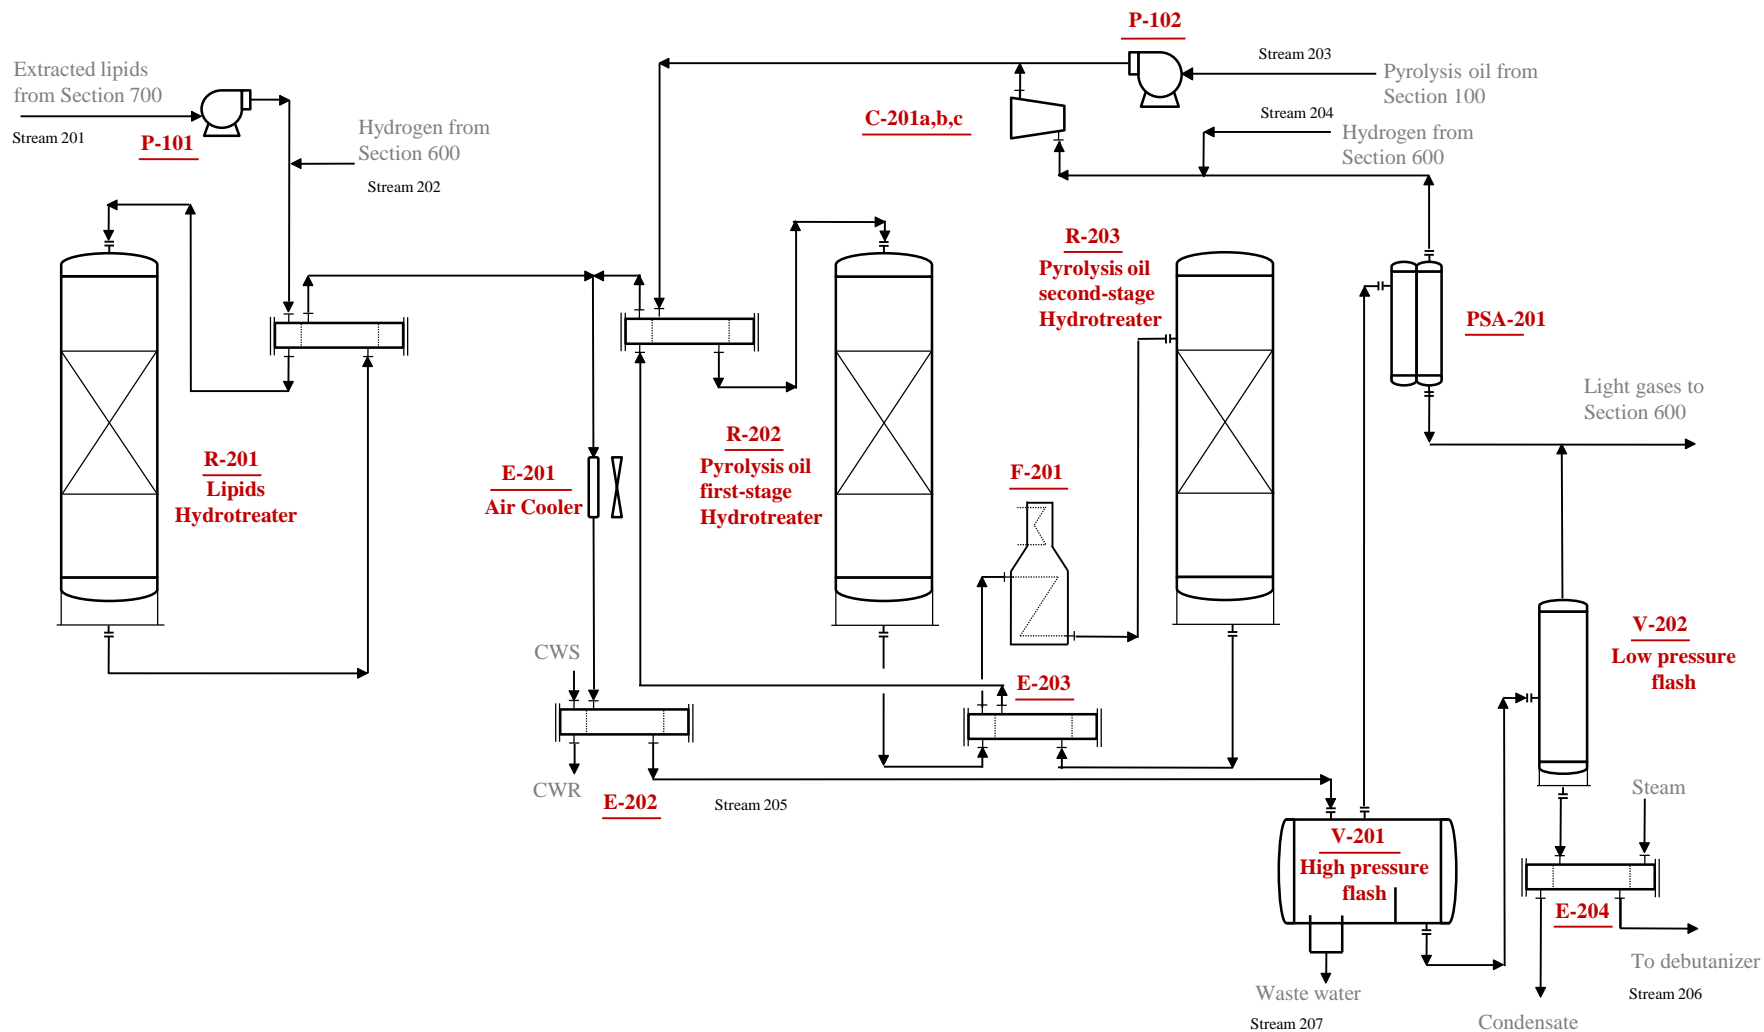 P-102
Stream 203
Extracted lipids
from Section 700
Pyrolysis oil from
Section 100
Stream 204
C-201a,b,c
Hydrogen from
Section 600
Hydrogen from
Section 600
Stream 201
P-101
Stream 202
R-203
Pyrolysis oil
second-stage
Hydrotreater
PSA-201
Light gases to
Section 600
R-202
Pyrolysis oil
first-stage
Hydrotreater
R-201
Lipids
Hydrotreater
E-201
Air Cooler
F-201
V-202
Low pressure
flash
CWS
E-203
CWR
E-202
Stream 205
Steam
V-201
High pressure
flash
E-204
To debutanizer
Stream 206
Waste water
Stream 207
Condensate